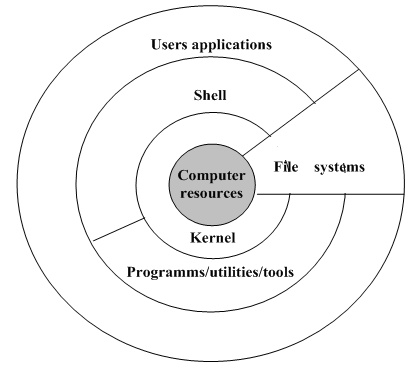 Users applications
Shell
File systems
Computer
resources
Kernel
Programms/utilities/tools